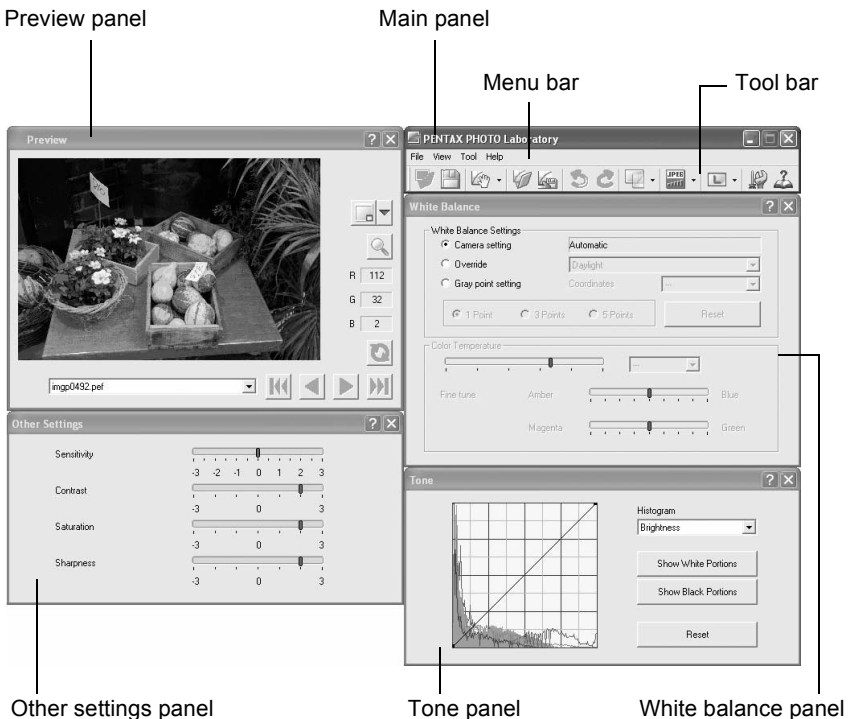 Preview panel
Main panel
Menu bar
Tool bar
Preview
R 112
G 32
B 2
imgp0492.pef
PENTAX PHOTO Laboratory
File View Tool Help
JPEG
L
White Balance
White Balance Settings
Camera setting Automatic
Override Daylight
Gray point setting Coordinates ---
1 Point 3 Points 5 Points Reset
Color Temperature
---
Fine tune Amber Blue
Magenta Green
Other Settings
Sensitivity
-3 -2 -1 0 1 2 3
Contrast
-3 0 3
Saturation
-3 0 3
Sharpness
-3 0 3
Tone
Histogram
Brightness
Show White Portions
Show Black Portions
Reset
Other settings panel
Tone panel
White balance panel